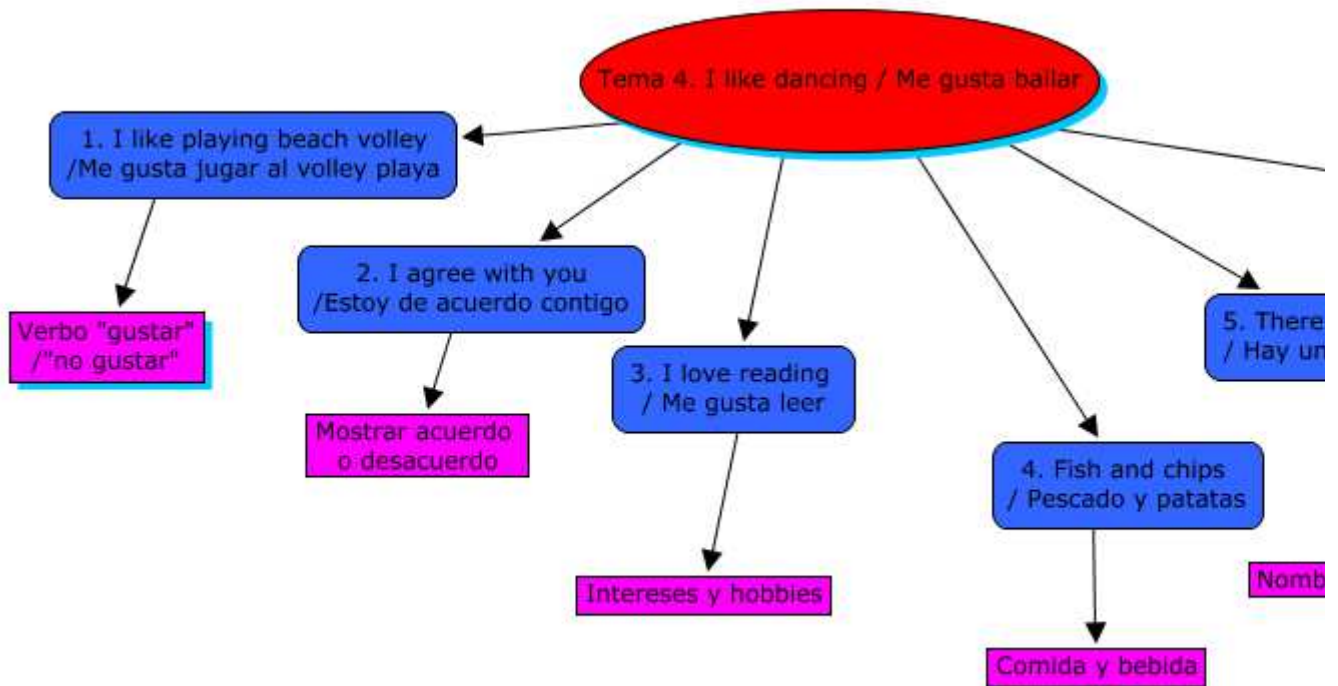 Tema 4. I like dancing / Me gusta bailar
1. I like playing beach volley
/Me gusta jugar al volley playa
Verbo "gustar"
/"no gustar"
2. I agree with you
/Estoy de acuerdo contigo
Mostrar acuerdo
o desacuerdo
3. I love reading
/ Me gusta leer
Intereses y hobbies
4. Fish and chips
/ Pescado y patatas
Comida y bebida
5. There
/ Hay un